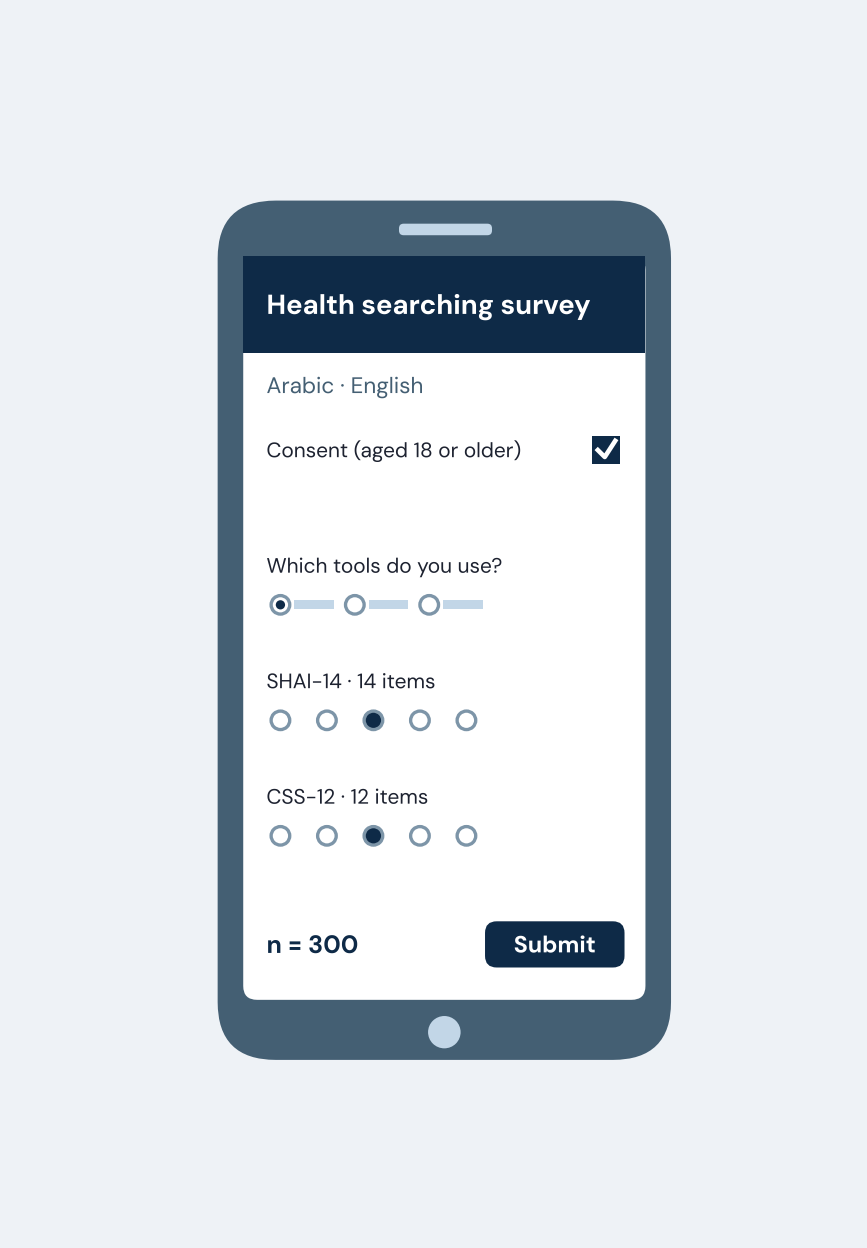 Health searching survey
Arabic · English
Consent (aged 18 or older)
Which tools do you use?
SHAI-14 · 14 items
CSS-12 · 12 items
n = 300
Submit